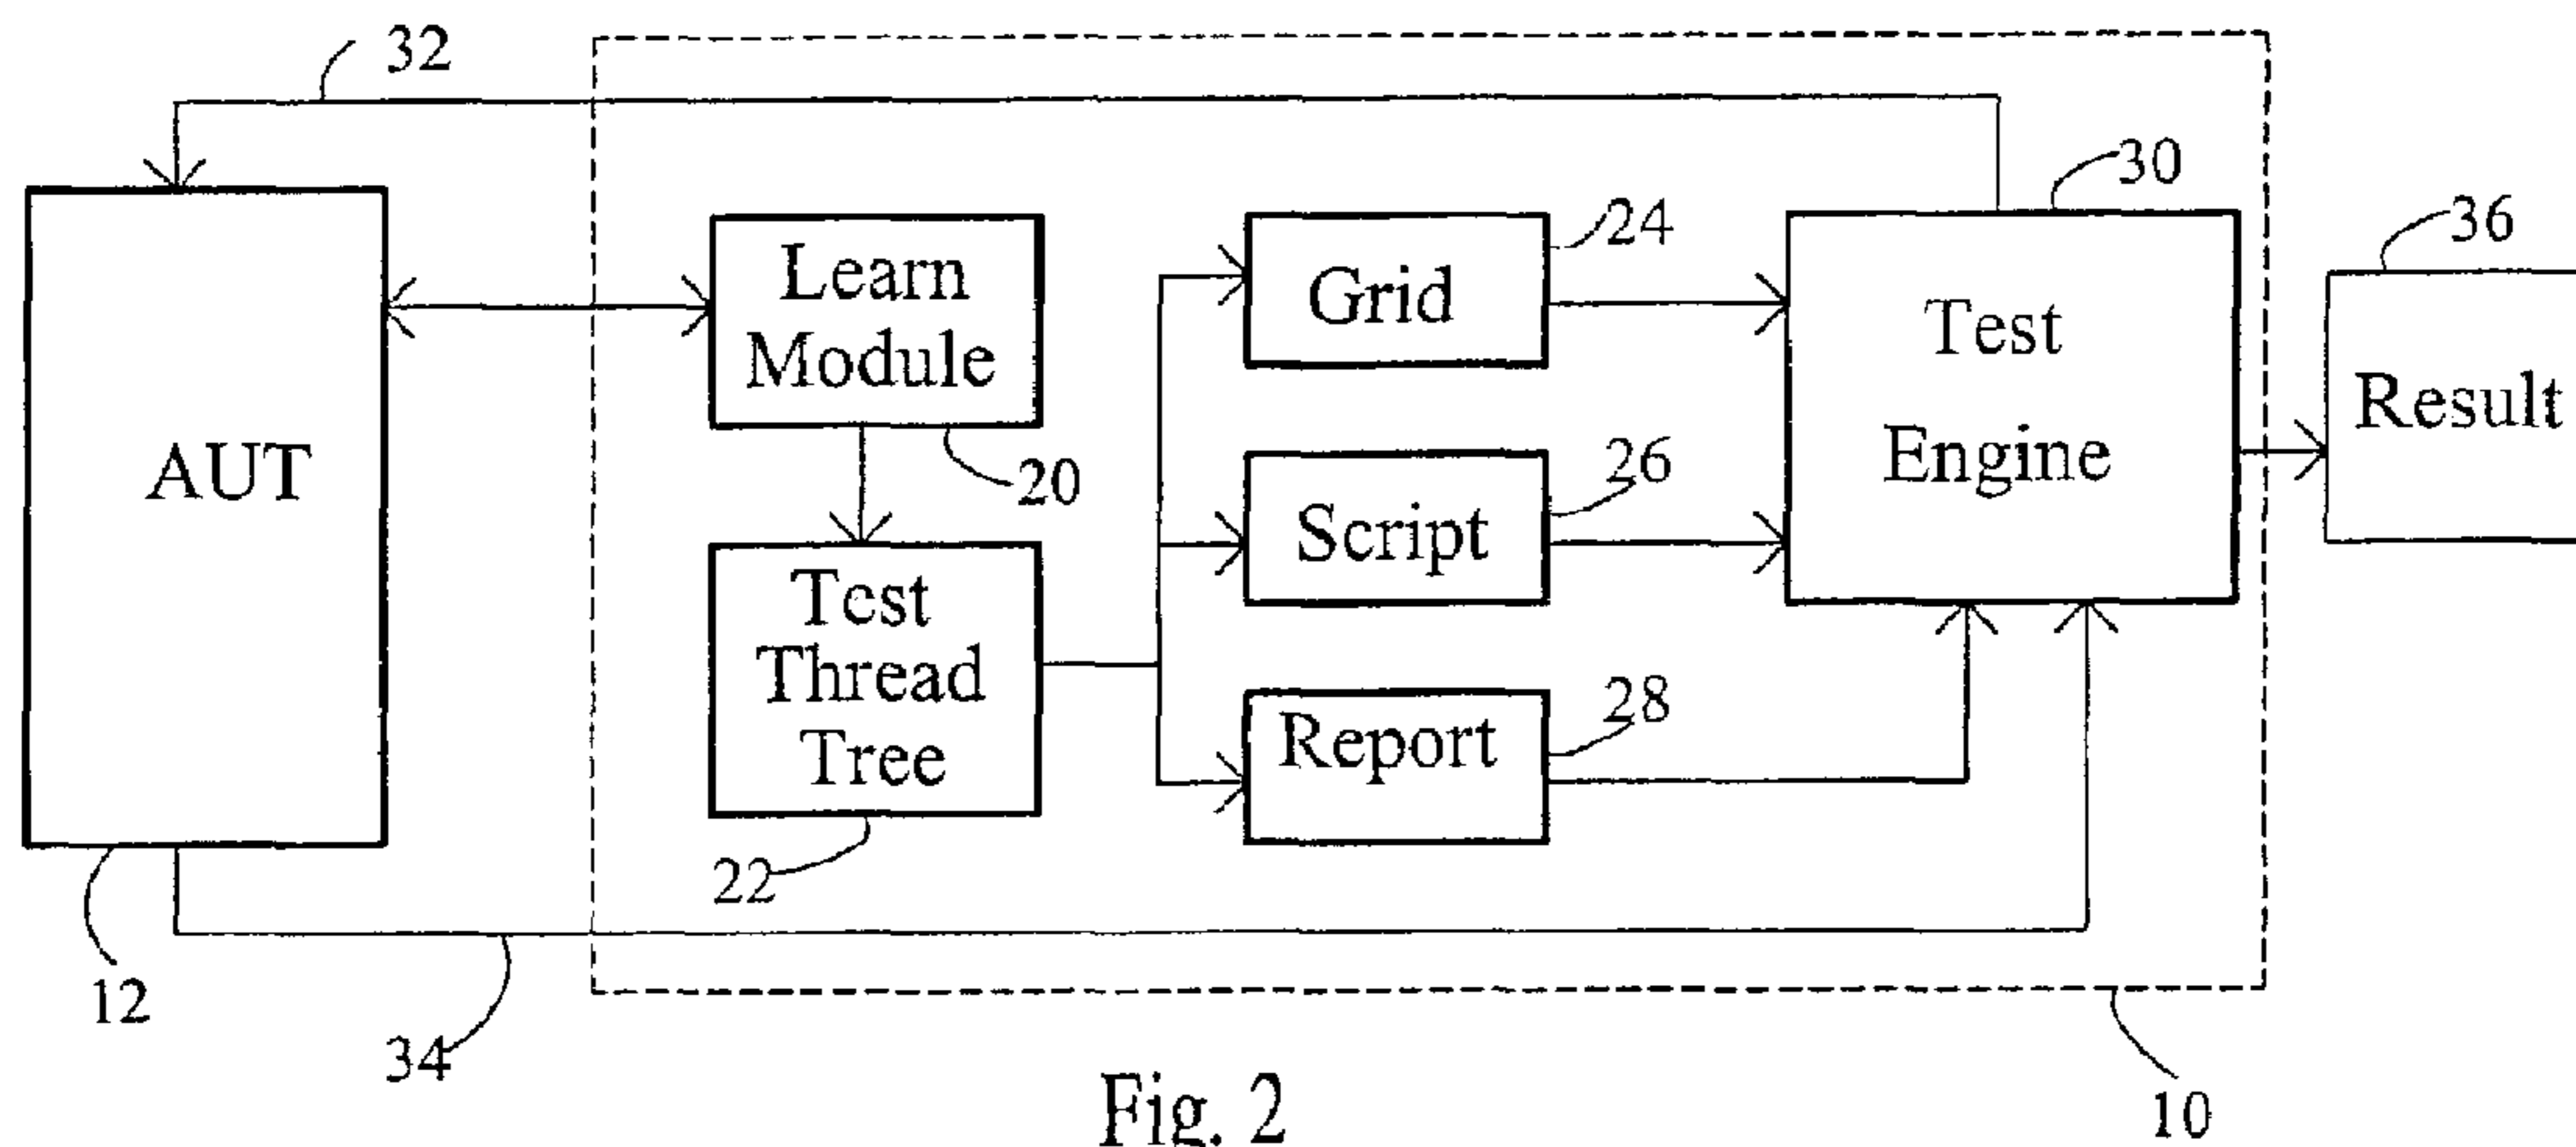 32
30
36
24
Learn
Module
Grid
Test
Engine
Result
AUT
20
26
Script
Test
Thread
Tree
28
Report
22
12
34
10
Fig. 2